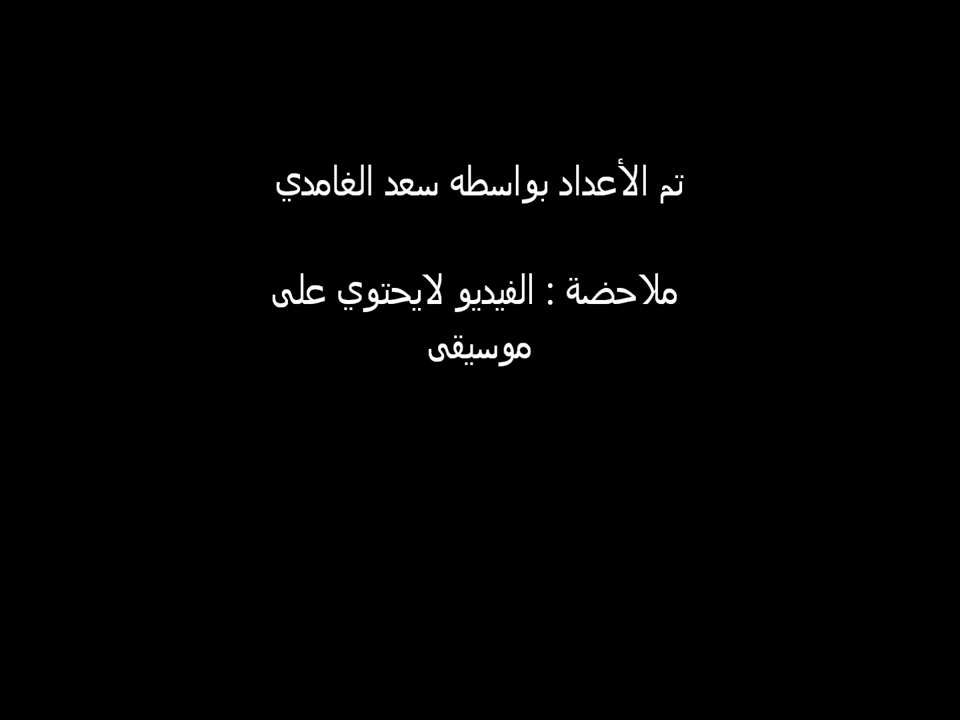 تم الأعداد بواسطه سعد الغامدي
ملاحضة : الفيديو لايحتوي على
موسيقى